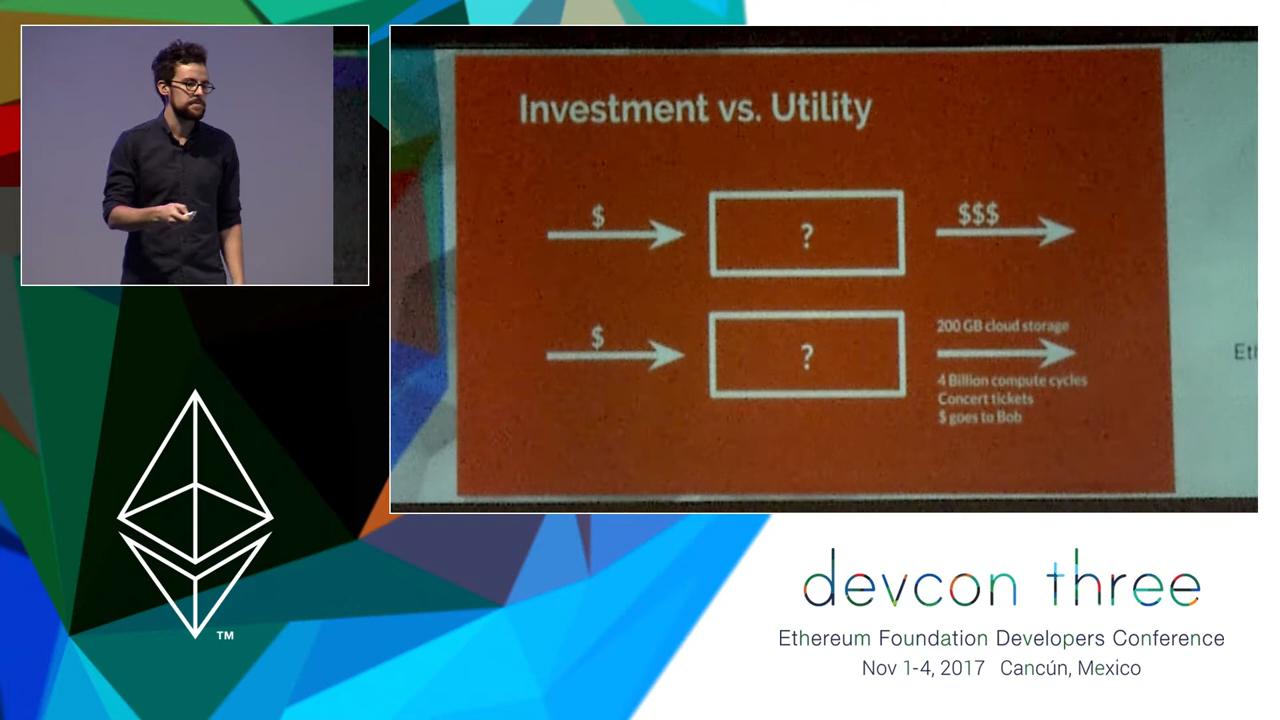 Investment vs. Utility
$
?
$$$
$
?
200 GB cloud storage
4 Billion compute cycles
Concert tickets
$ goes to Bob
TM
devcon three
Ethereum Foundation Developers Conference
Nov 1-4, 2017 Cancún, Mexico